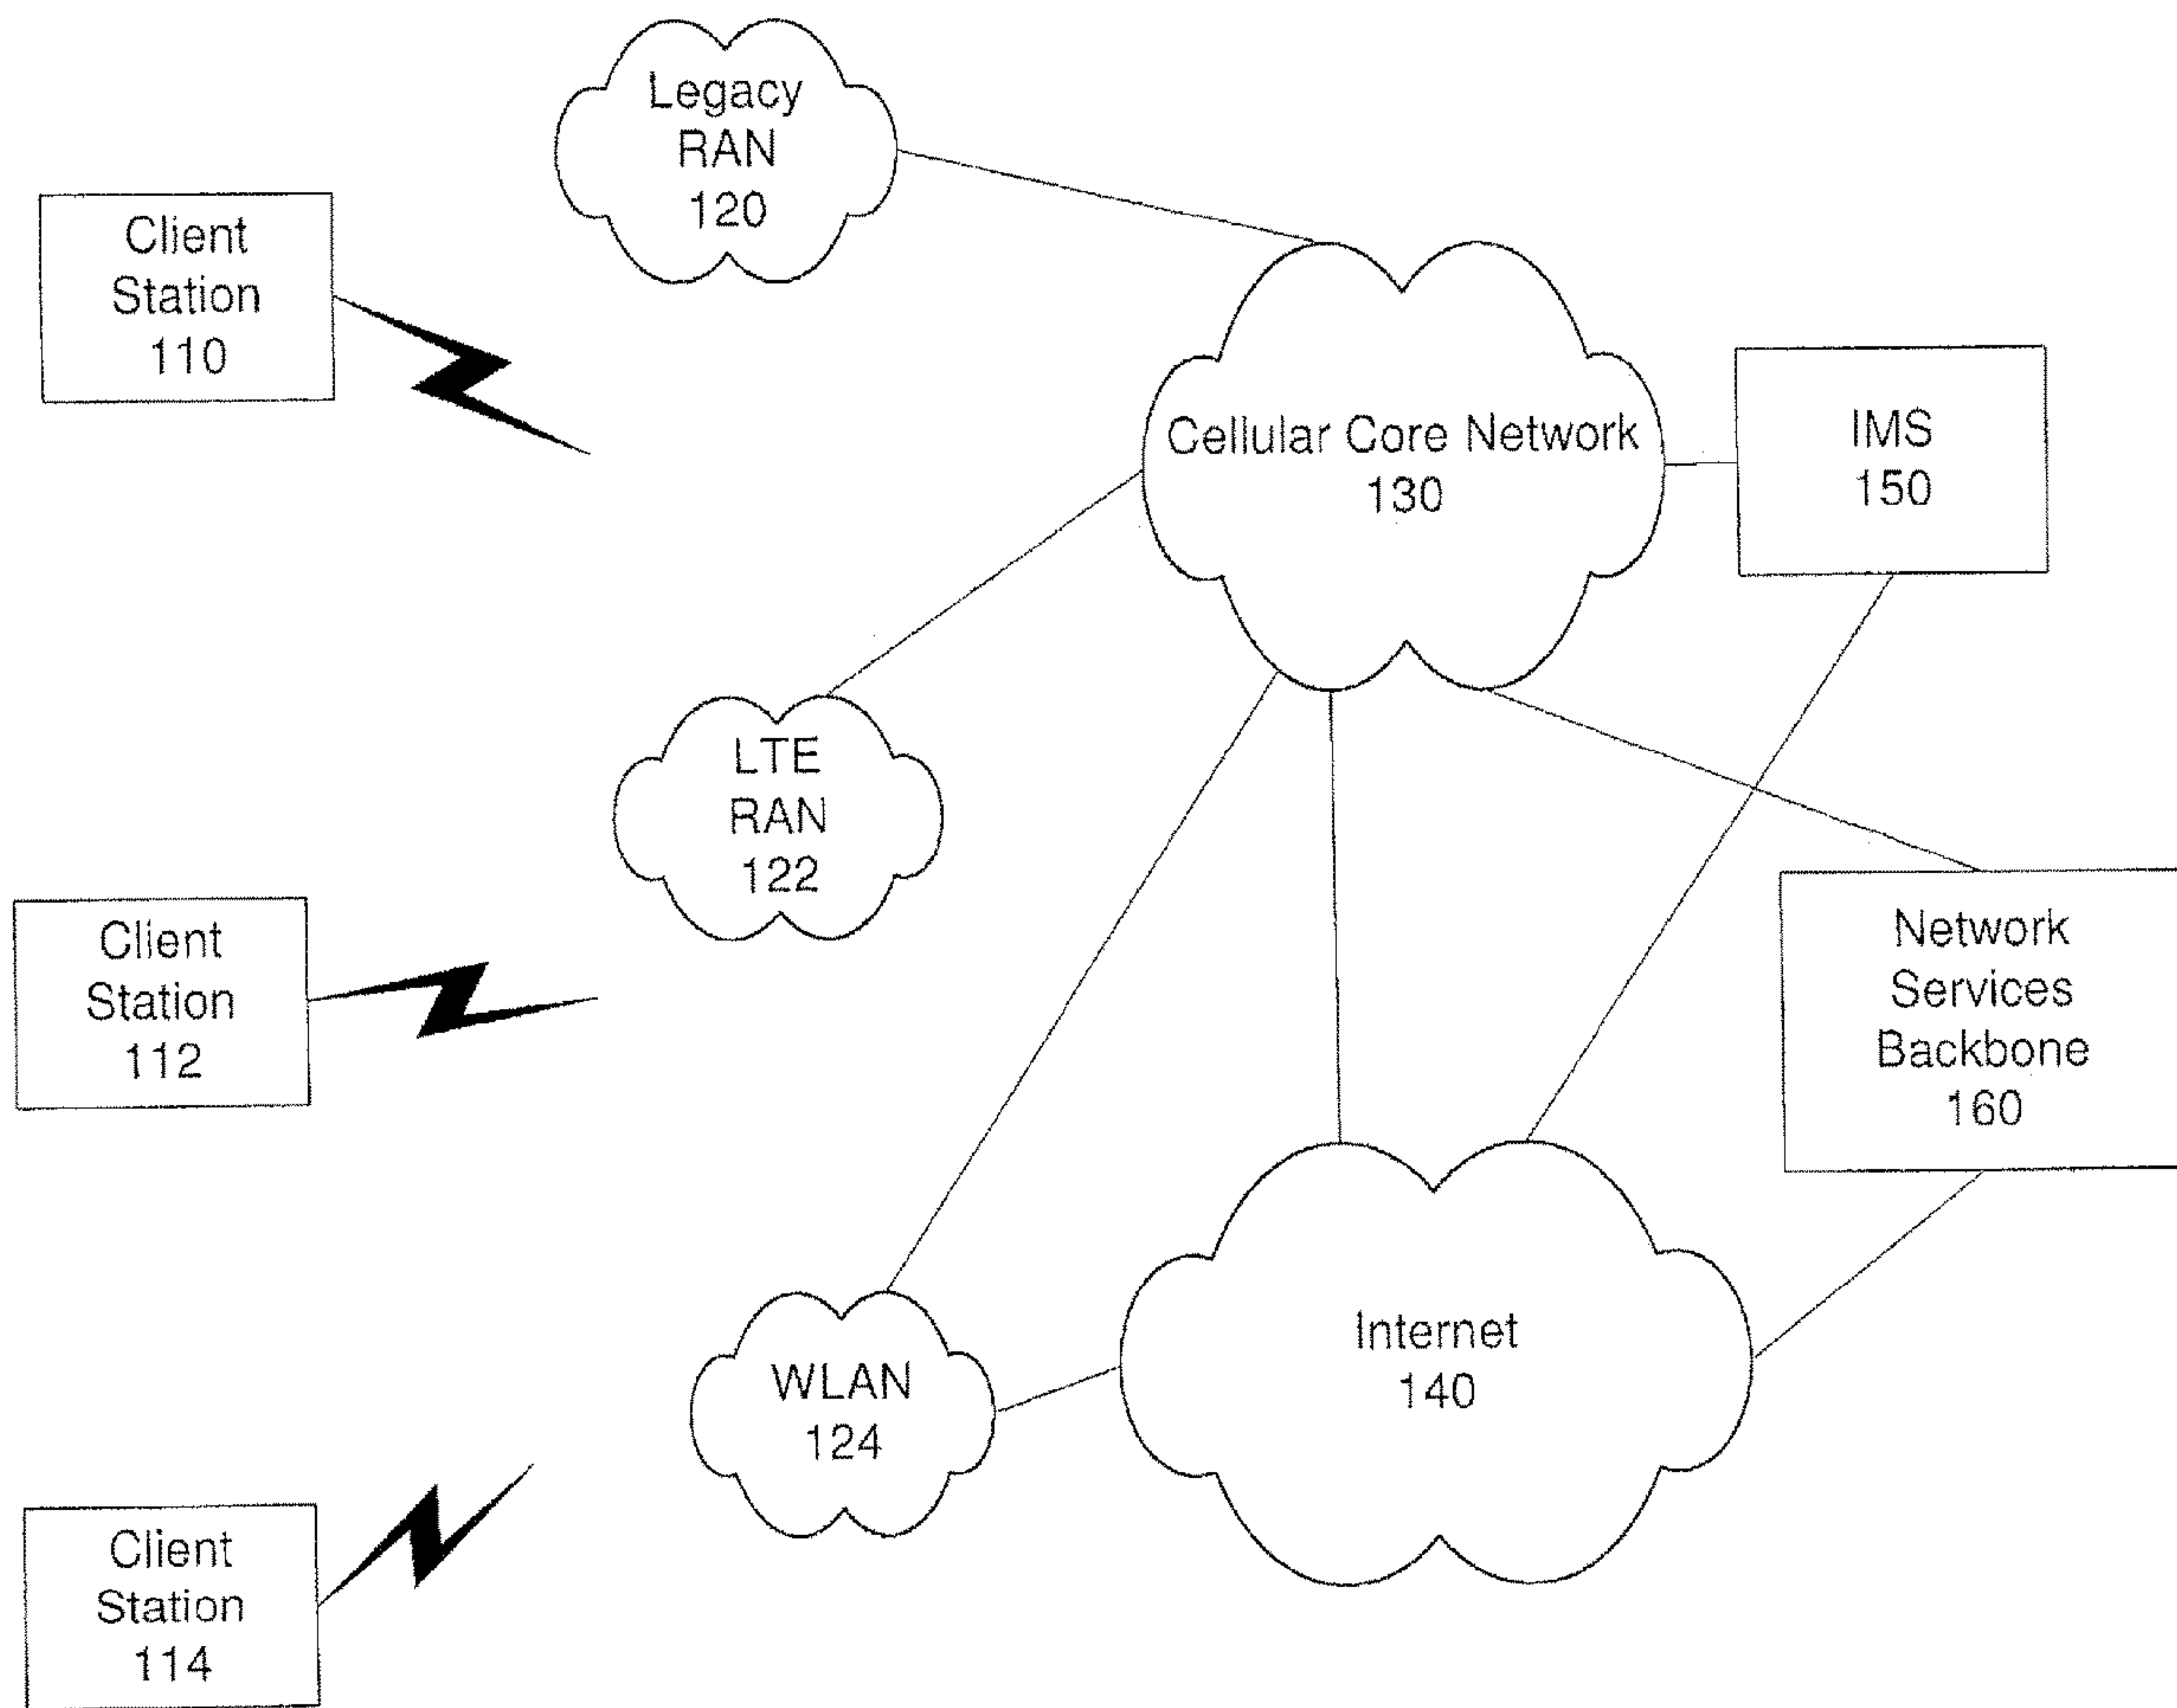 Legacy
RAN
120
Client
Station
110
Cellular Core Network
130
IMS
150
LTE
RAN
122
Client
Station
112
Network
Services
Backbone
160
WLAN
124
Internet
140
Client
Station
114